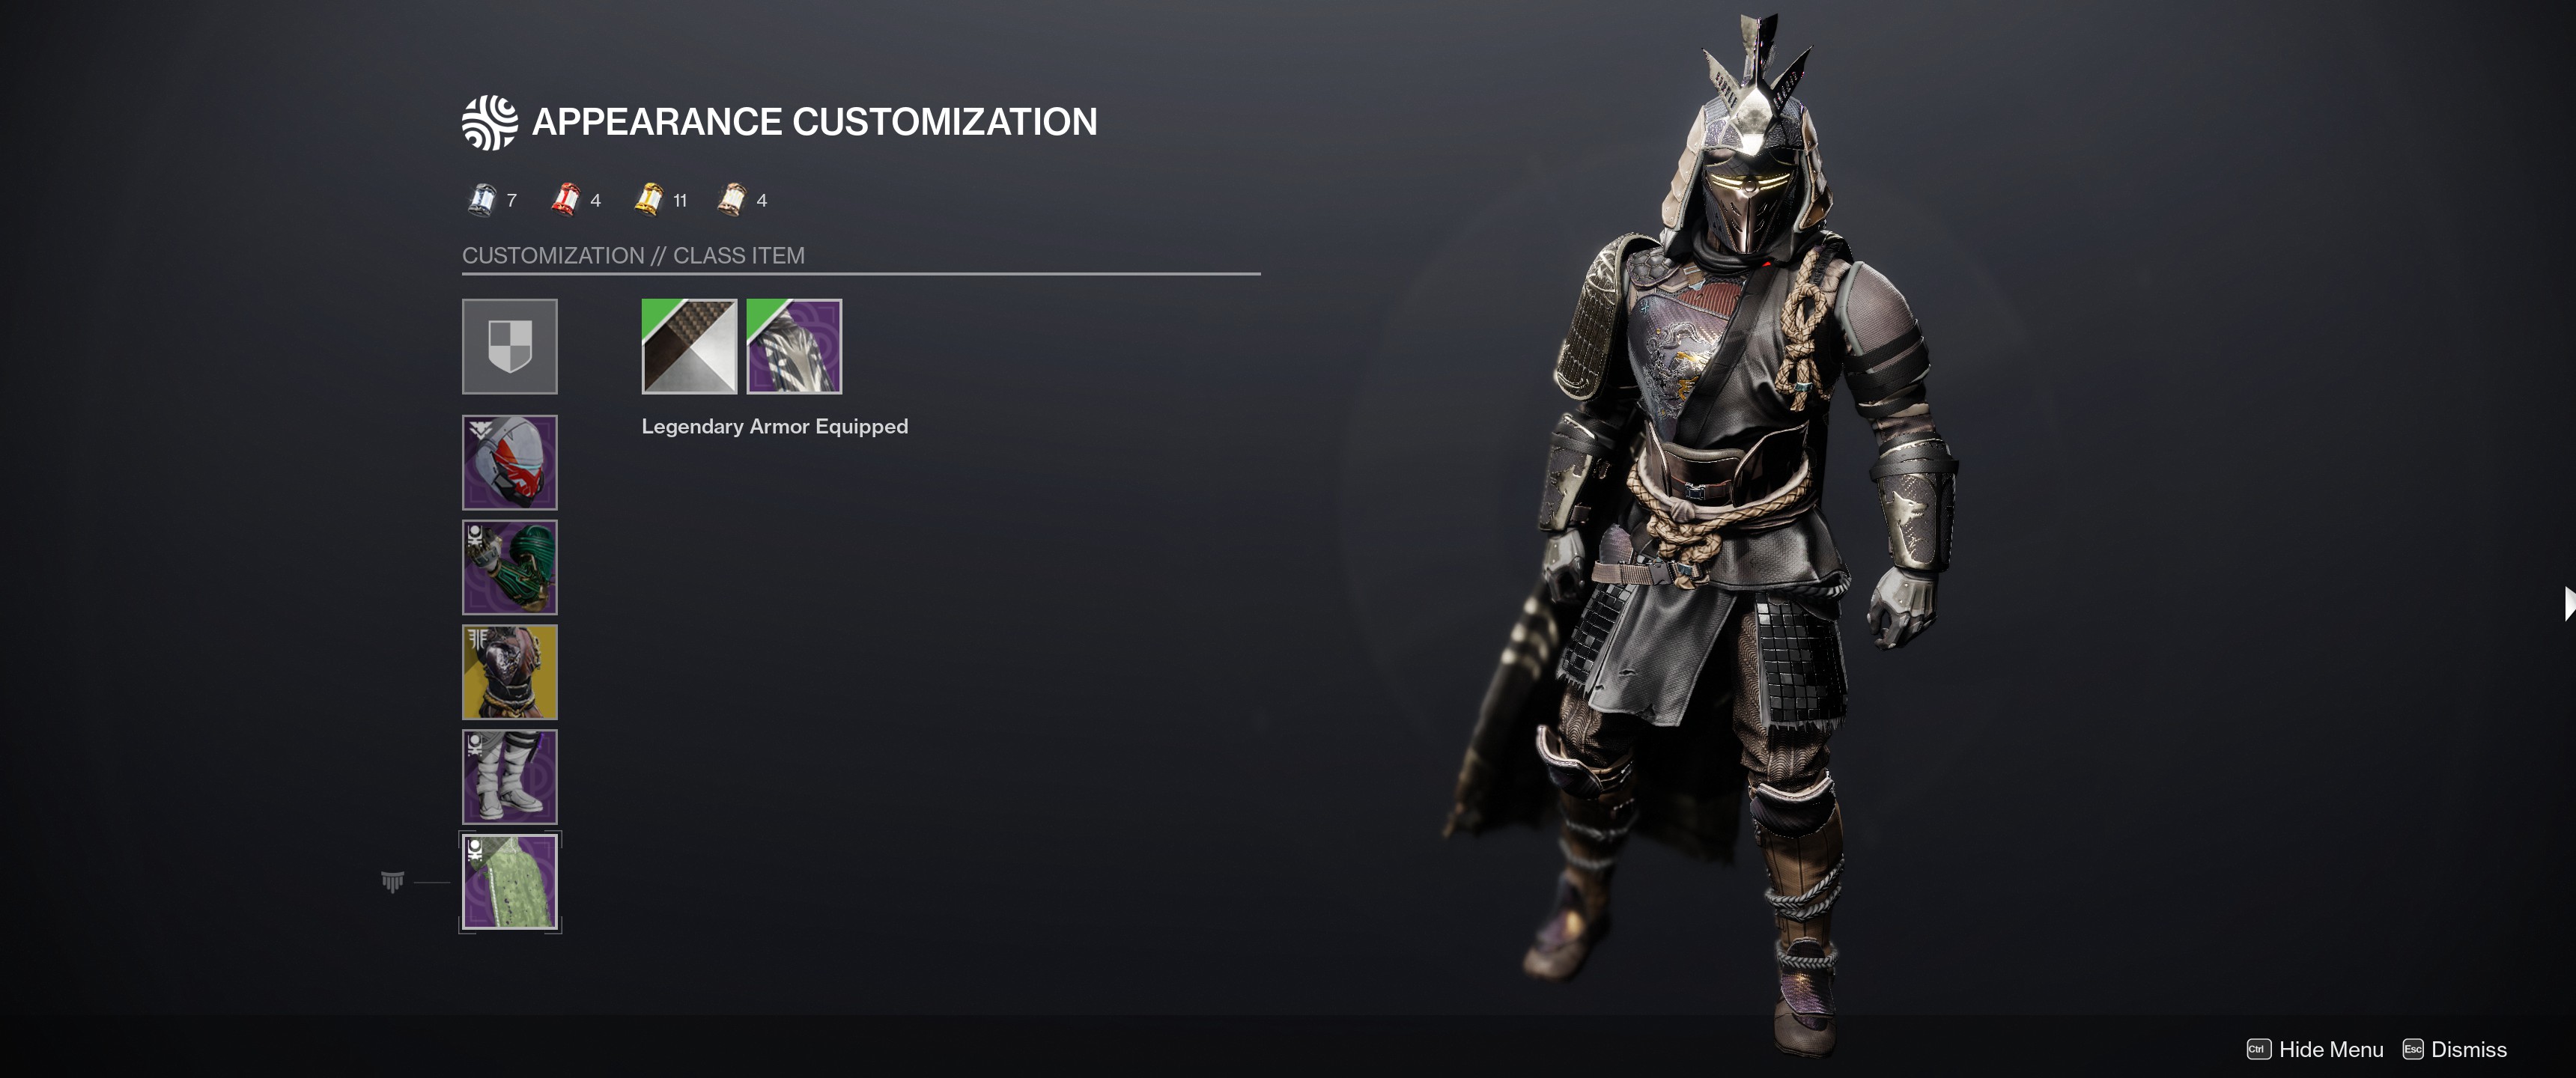 APPEARANCE CUSTOMIZATION
7 4 11 4
CUSTOMIZATION // CLASS ITEM
Legendary Armor Equipped
Ctrl Hide Menu Esc Dismiss